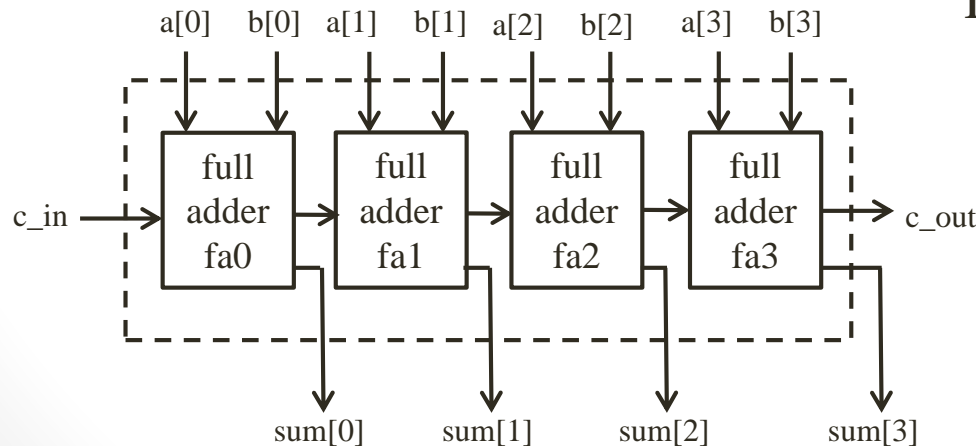 a[0] b[0] a[1] b[1] a[2] b[2] a[3] b[3]
full adder fa0
full adder fa1
full adder fa2
full adder fa3
c_in
c_out
sum[0] sum[1] sum[2] sum[3]